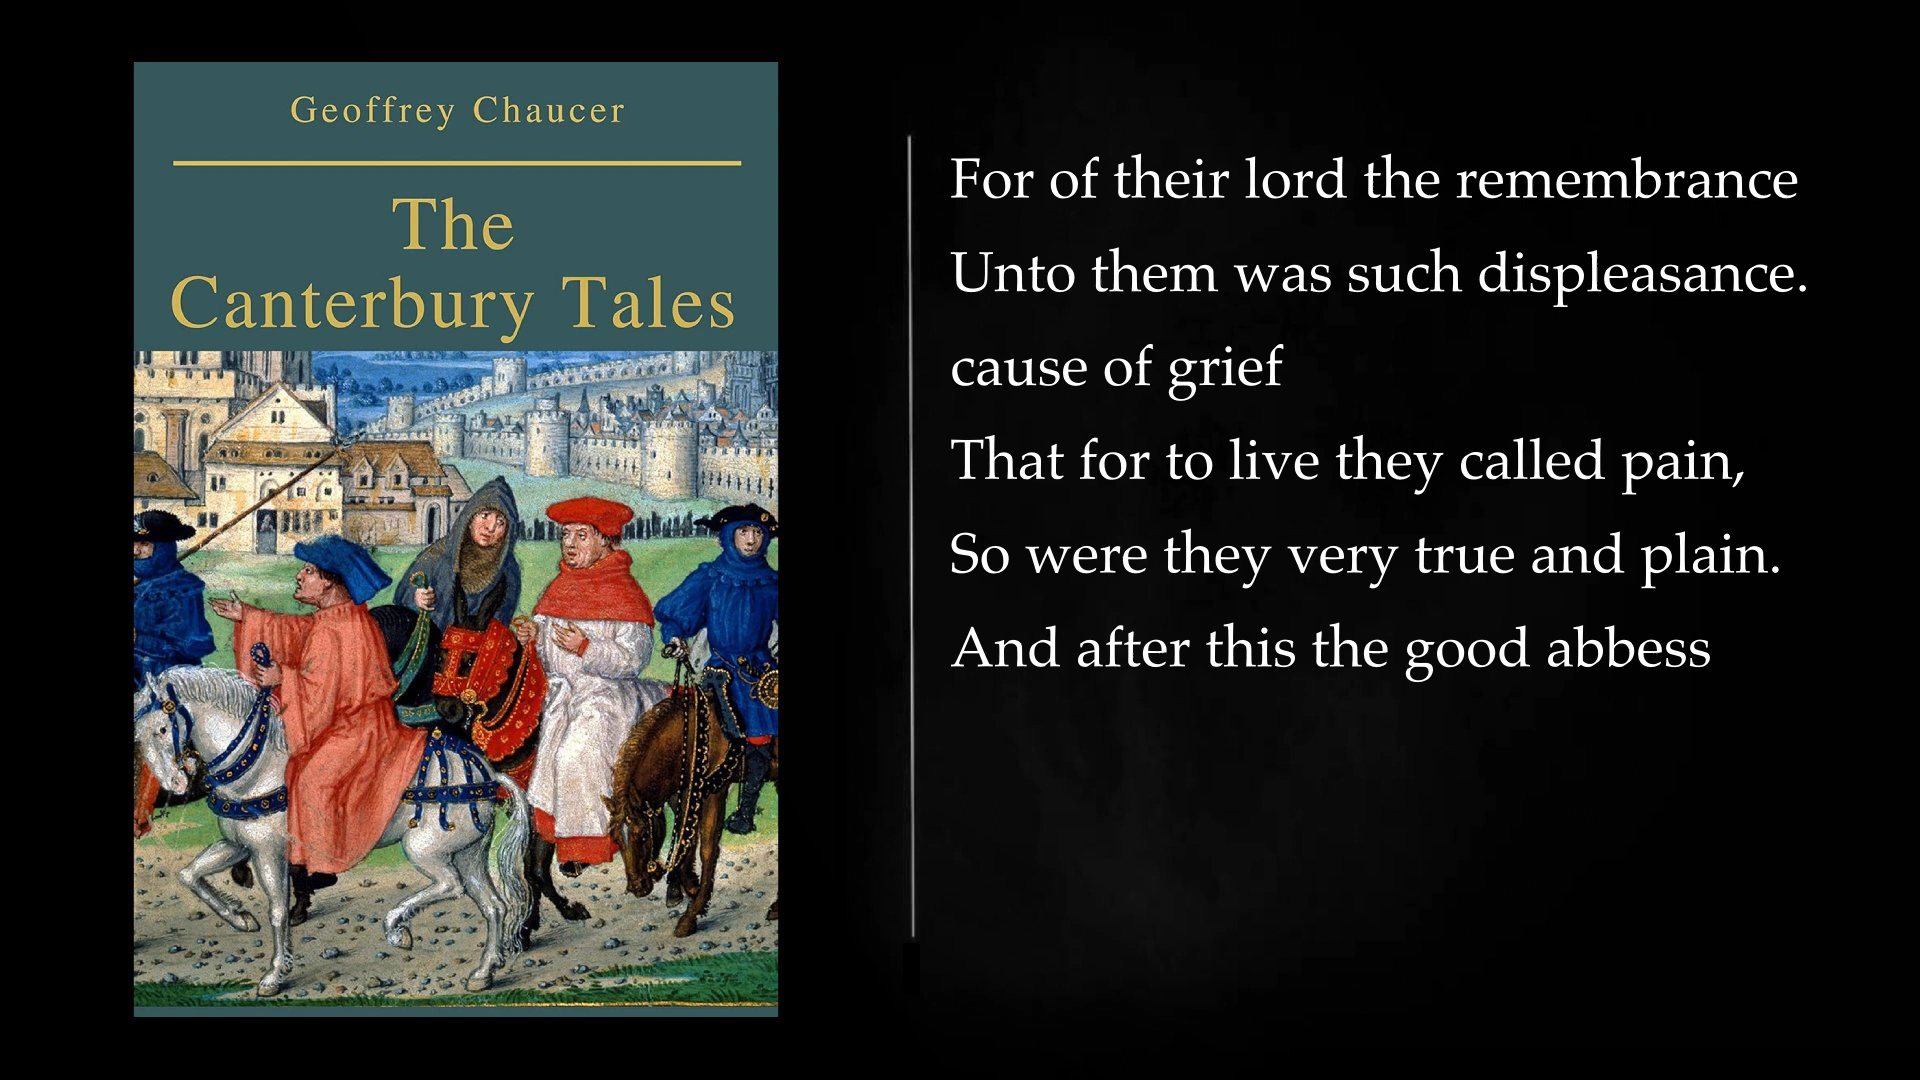 Geoffrey Chaucer
The
Canterbury Tales
For of their lord the remembrance
Unto them was such displeasance.
cause of grief
That for to live they called pain,
So were they very true and plain.
And after this the good abbess